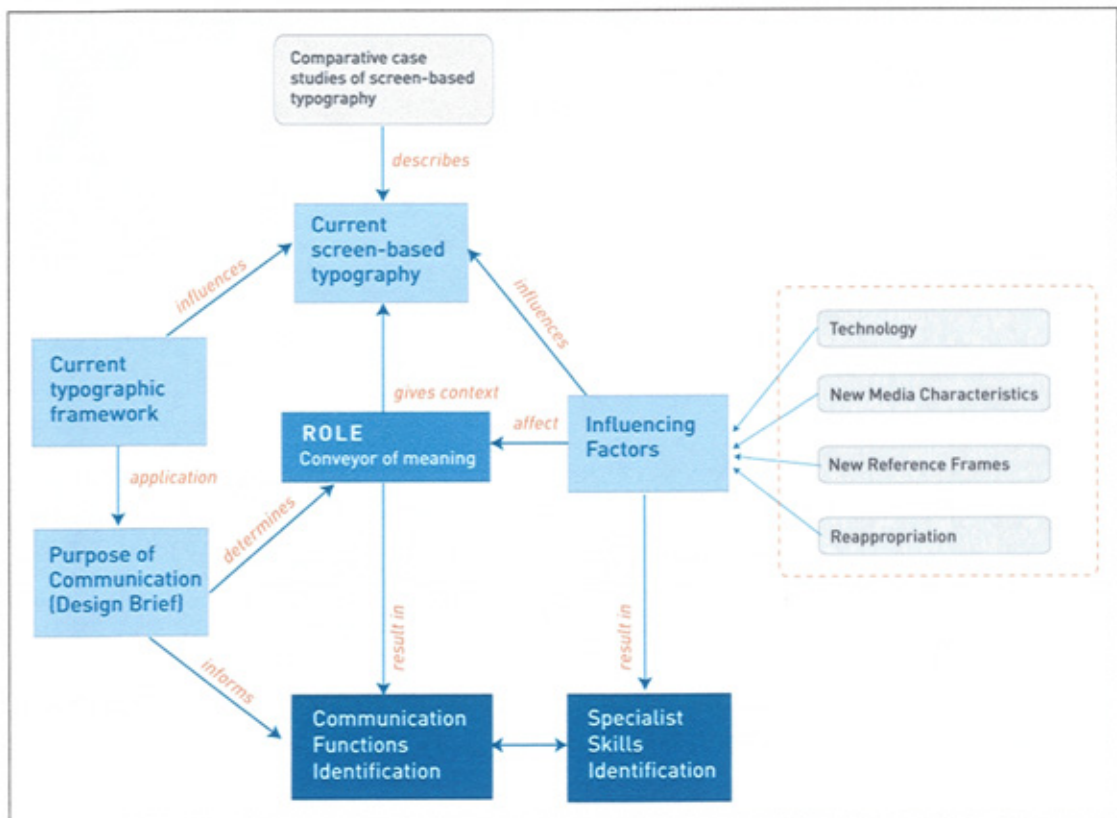 Comparative case
studies of screen-based
typography
describes
Current
screen-based
typography
influences
influences
Current
typographic
framework
Technology
New Media Characteristics
gives context
ROLE
Conveyor of meaning
affect
Influencing
Factors
New Reference Frames
application
determines
Reappropriation
Purpose of
Communication
(Design Brief)
result in
result in
informs
Communication
Functions
Identification
Specialist
Skills
Identification